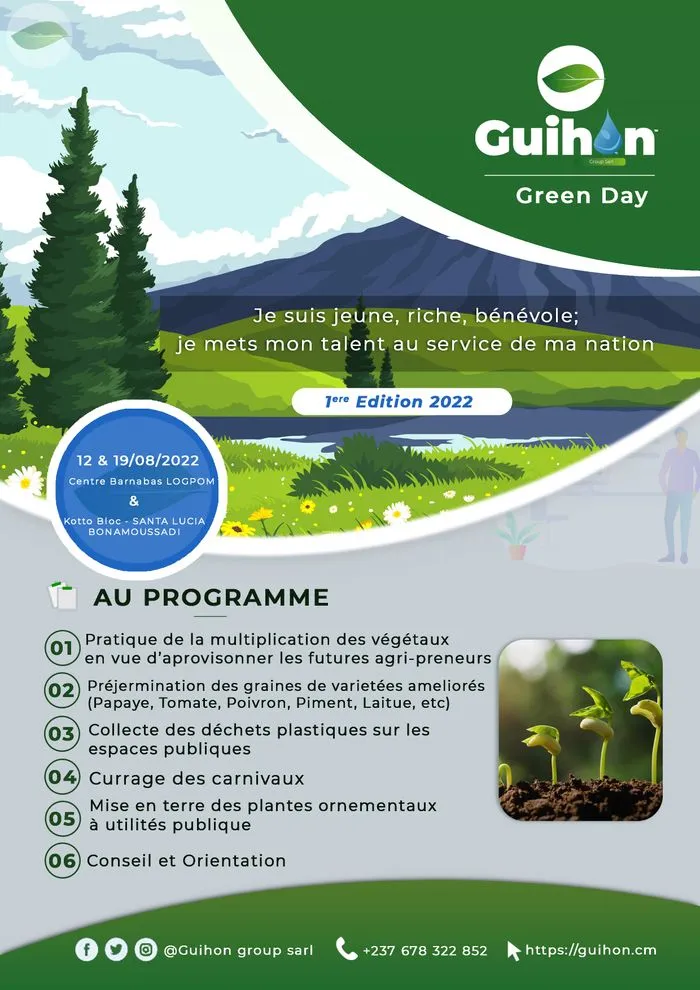 Guihon
Group Sarl
Green Day
Je suis jeune, riche, bénévole;
je mets mon talent au service de ma nation
1ere Edition 2022
12 & 19/08/2022
Centre Barnabas LOGPOM
&
Kotto Bloc - SANTA LUCIA
BONAMOUSSADI
AU PROGRAMME
01 Pratique de la multiplication des végétaux
en vue d'aprovisonner les futures agri-preneurs
02 Préjermination des graines de varietées ameliorés
(Papaye, Tomate, Poivron, Piment, Laitue, etc)
03 Collecte des déchets plastiques sur les
espaces publiques
04 Currage des carnivaux
05 Mise en terre des plantes ornementaux
à utilités publique
06 Conseil et Orientation
@Guihon group sarl +237 678 322 852 https://guihon.cm